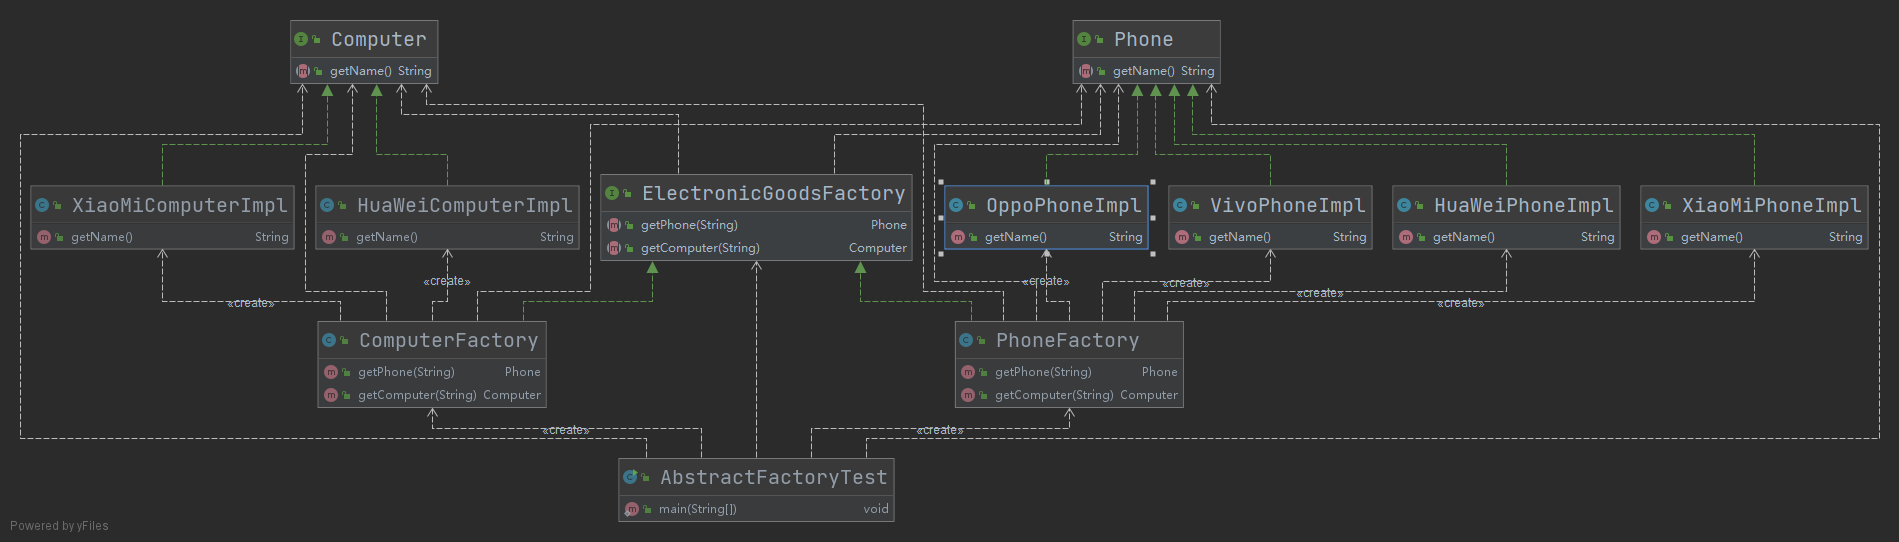 Computer
getName() String
Phone
getName() String
XiaoMiComputerImpl
getName() String
HuaWeiComputerImpl
getName() String
ElectronicGoodsFactory
getPhone(String) Phone
getComputer(String) Computer
OppoPhoneImpl
getName() String
VivoPhoneImpl
getName() String
HuaWeiPhoneImpl
getName() String
XiaoMiPhoneImpl
getName() String
«create»
«create»
«create»
«create»
«create»
«create»
ComputerFactory
getPhone(String) Phone
getComputer(String) Computer
PhoneFactory
getPhone(String) Phone
getComputer(String) Computer
«create»
«create»
AbstractFactoryTest
main(String[]) void
Powered by yFiles